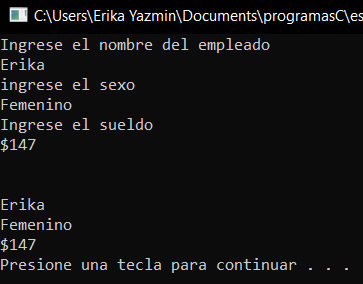 C:\Users\Erika Yazmin\Documents\programasC\es
Ingrese el nombre del empleado
Erika
ingrese el sexo
Femenino
Ingrese el sueldo
$147
Erika
Femenino
$147
Presione una tecla para continuar . . .